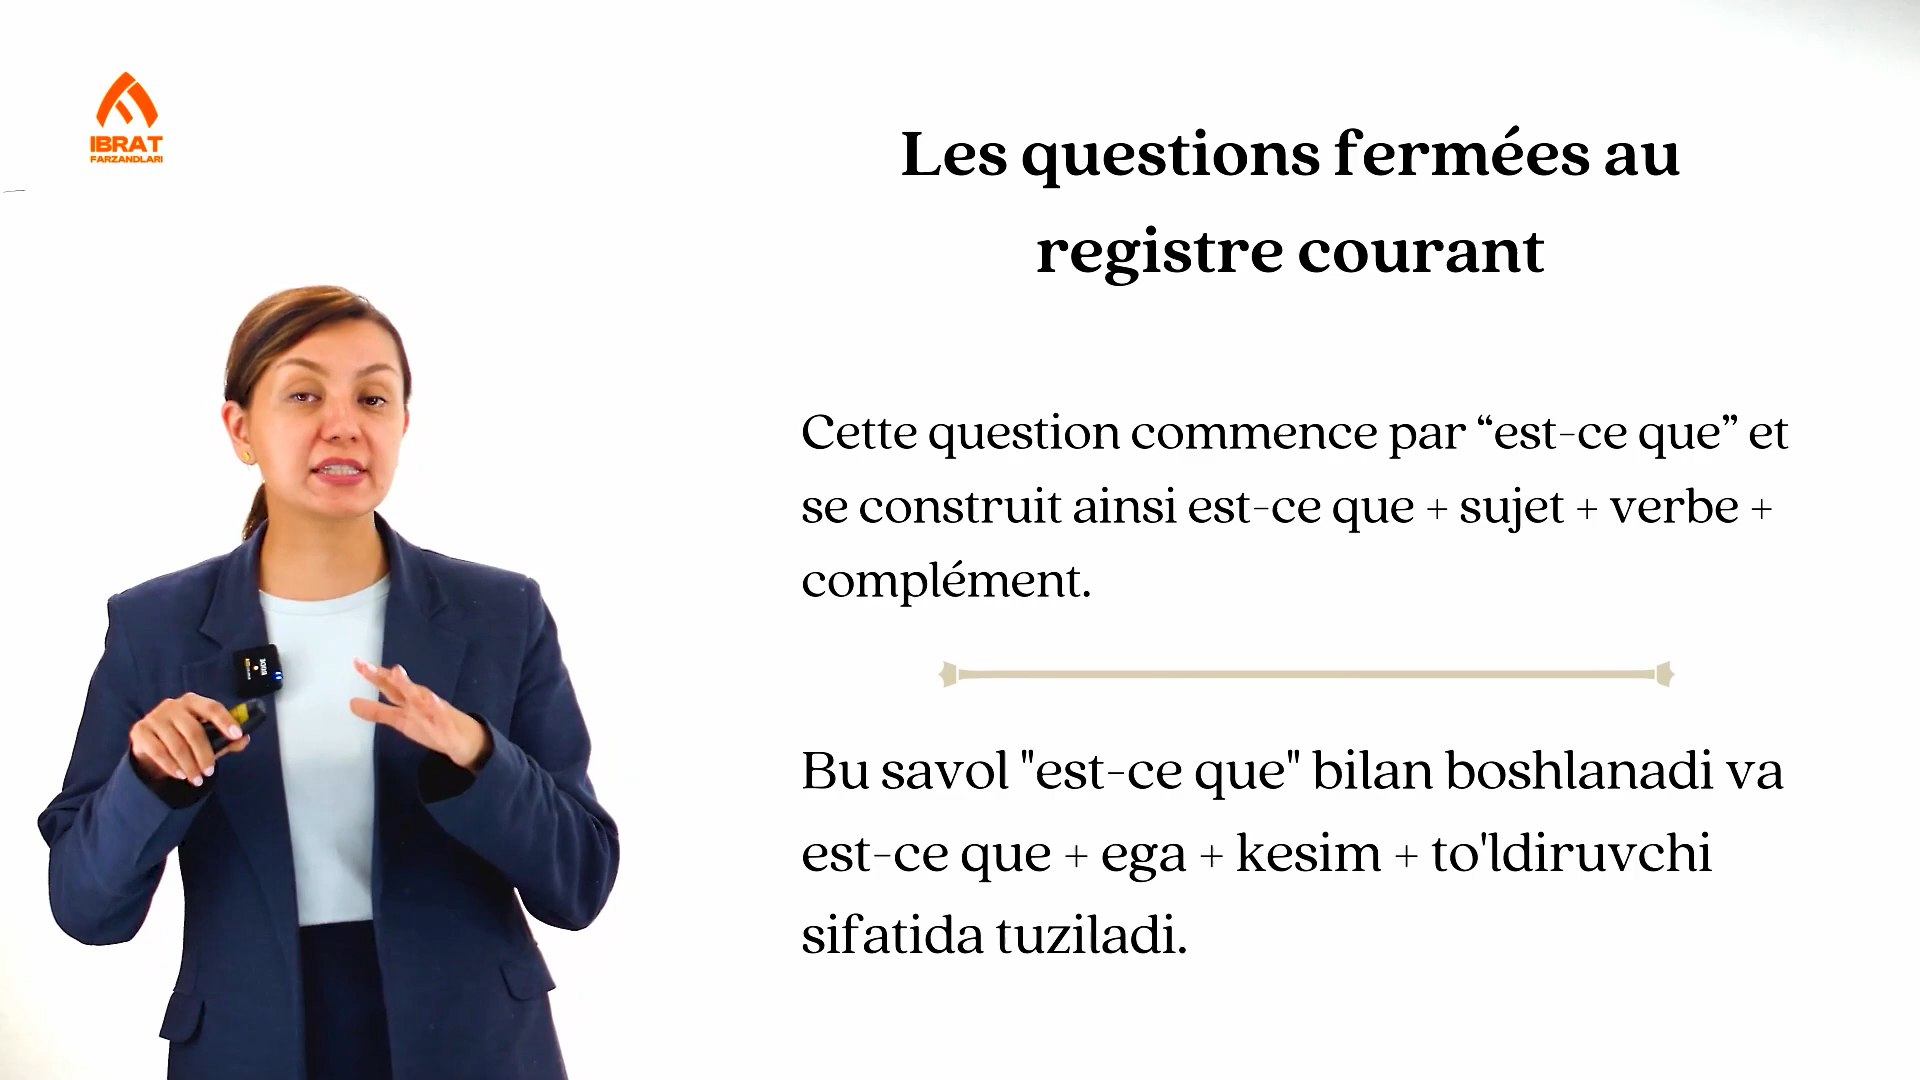 IBRAT
FARZANDLARI
Les questions fermées au
registre courant
Cette question commence par “est-ce que” et
se construit ainsi est-ce que + sujet + verbe +
complément.
Bu savol "est-ce que" bilan boshlanadi va
est-ce que + ega + kesim + to'ldiruvchi
sifatida tuziladi.